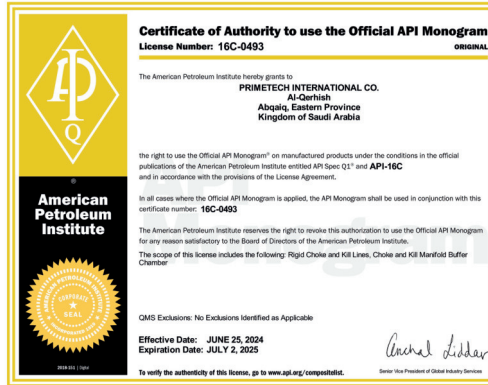 Certificate of Authority to use the Official API Monogram
License Number: 16C-0493
ORIGINAL
The American Petroleum Institute hereby grants to
PRIMETECH INTERNATIONAL CO.
Al-Qerhish
Abqaiq, Eastern Province
Kingdom of Saudi Arabia
the right to use the Official API Monogram® on manufactured products under the conditions in the official
publications of the American Petroleum Institute entitled API Spec Q1® and API-16C
and in accordance with the provisions of the License Agreement.
In all cases where the Official API Monogram is applied, the API Monogram shall be used in conjunction with this
certificate number: 16C-0493
The American Petroleum Institute reserves the right to revoke this authorization to use the Official API Monogram
for any reason satisfactory to the Board of Directors of the American Petroleum Institute.
The scope of this license includes the following: Rigid Choke and Kill Lines, Choke and Kill Manifold Buffer
Chamber
QMS Exclusions: No Exclusions Identified as Applicable
Effective Date: JUNE 25, 2024
Expiration Date: JULY 2, 2025
To verify the authenticity of this license, go to www.api.org/compositelist.
Anchal Liddar
Senior Vice President of Global Industry Services
API
Q
American
Petroleum
Institute
AMERICAN PETROLEUM INSTITUTE
CORPORATE
SEAL
2018-151 | Digital
API
Monogram